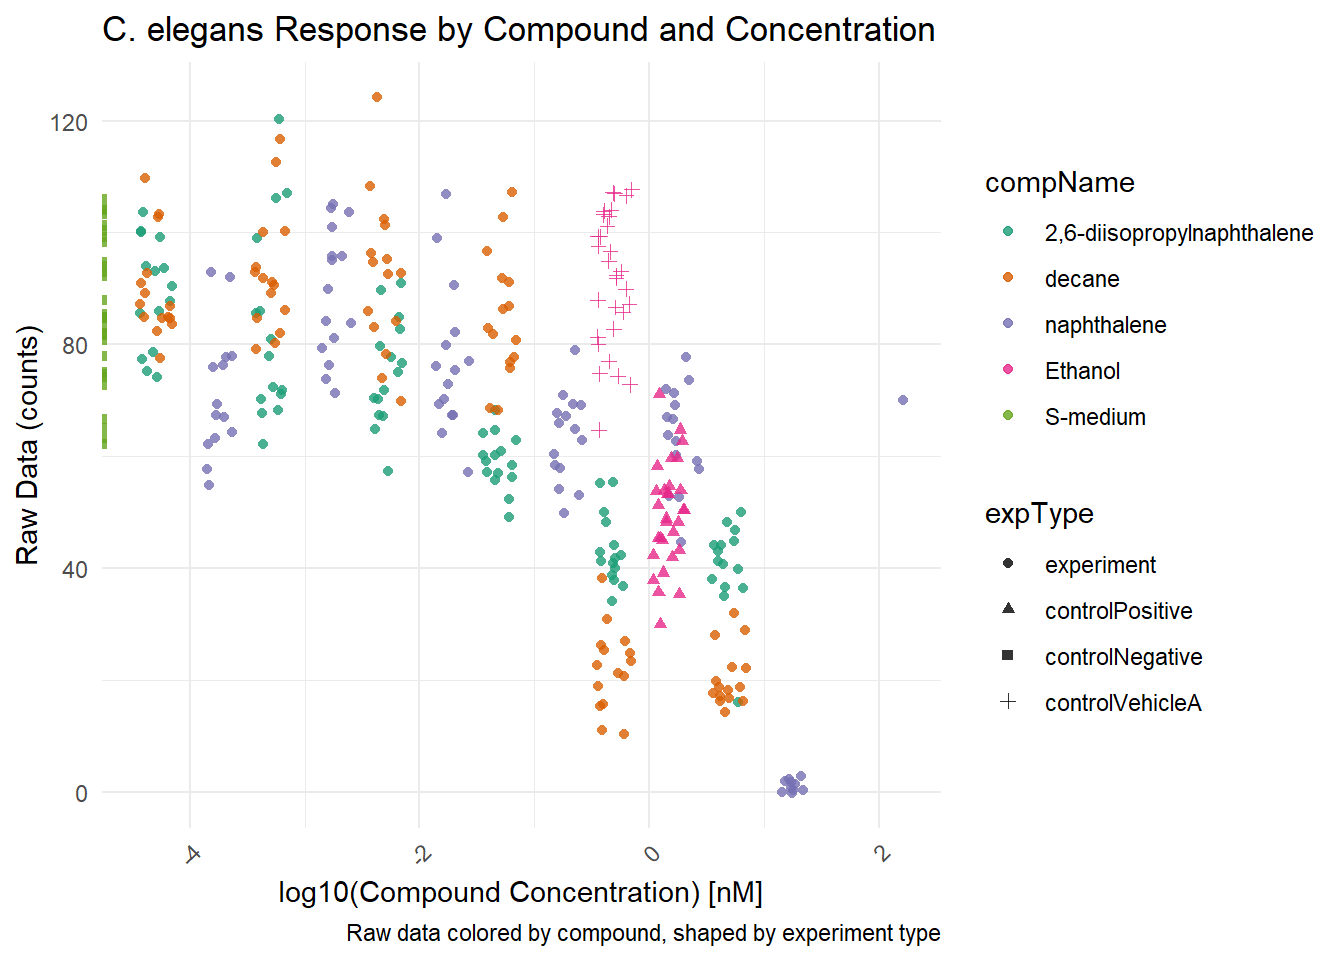 C. elegans Response by Compound and Concentration
Raw Data (counts)
120
80
40
0
-4
-2
0
2
log10(Compound Concentration) [nM]
Raw data colored by compound, shaped by experiment type
compName
2,6-diisopropylnaphthalene
decane
naphthalene
Ethanol
S-medium
expType
experiment
controlPositive
controlNegative
controlVehicleA